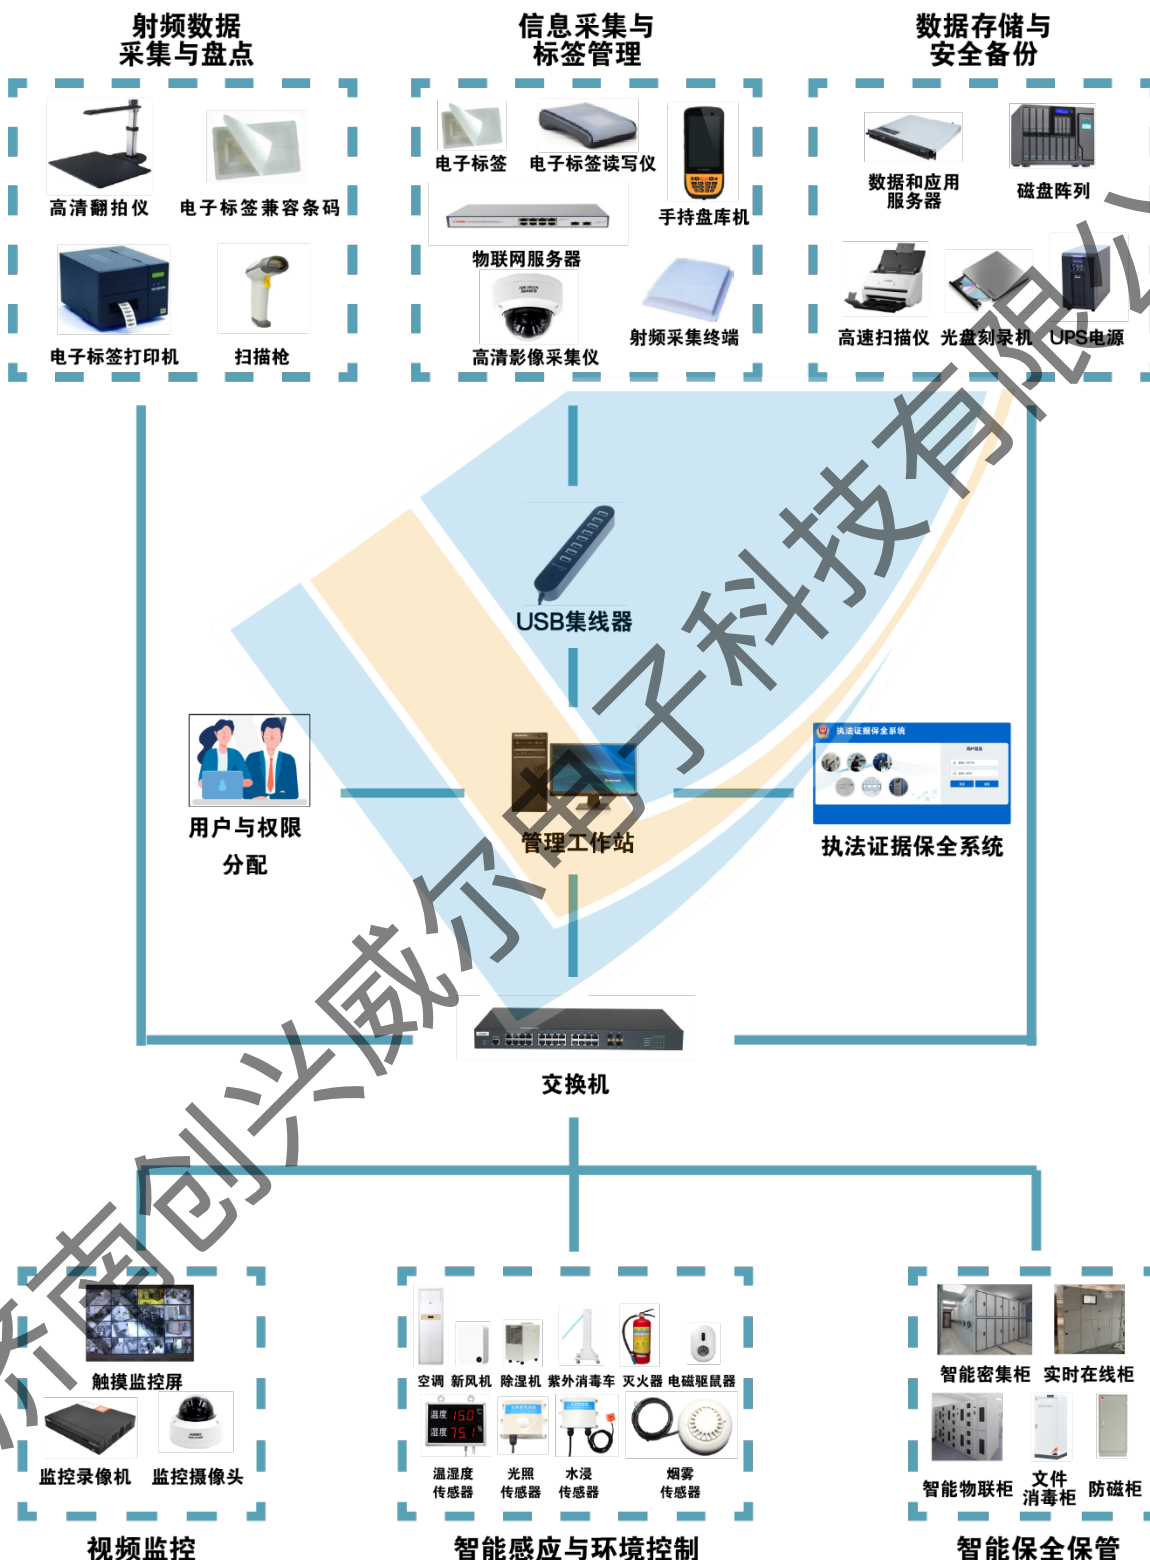 射频数据
采集与盘点
信息采集与
标签管理
数据存储与
安全备份
高清翻拍仪
电子标签兼容条码
电子标签打印机
扫描枪
电子标签
电子标签读写仪
手持盘库机
物联网服务器
高清影像采集仪
射频采集终端
数据和应用
服务器
磁盘阵列
高速扫描仪
光盘刻录机
UPS电源
USB集线器
用户与权限
分配
管理工作站
执法证据保全系统
执法证据保全系统
交换机
触摸监控屏
监控录像机
监控摄像头
视频监控
空调
新风机
除湿机
紫外消毒车
灭火器
电磁驱鼠器
温度 15.0
湿度 75.1
温湿度
传感器
光照
传感器
水浸
传感器
烟雾
传感器
智能感应与环境控制
智能密集柜
实时在线柜
智能物联柜
文件
消毒柜
防磁柜
智能保全保管
济南创兴威尔电子科技有限公